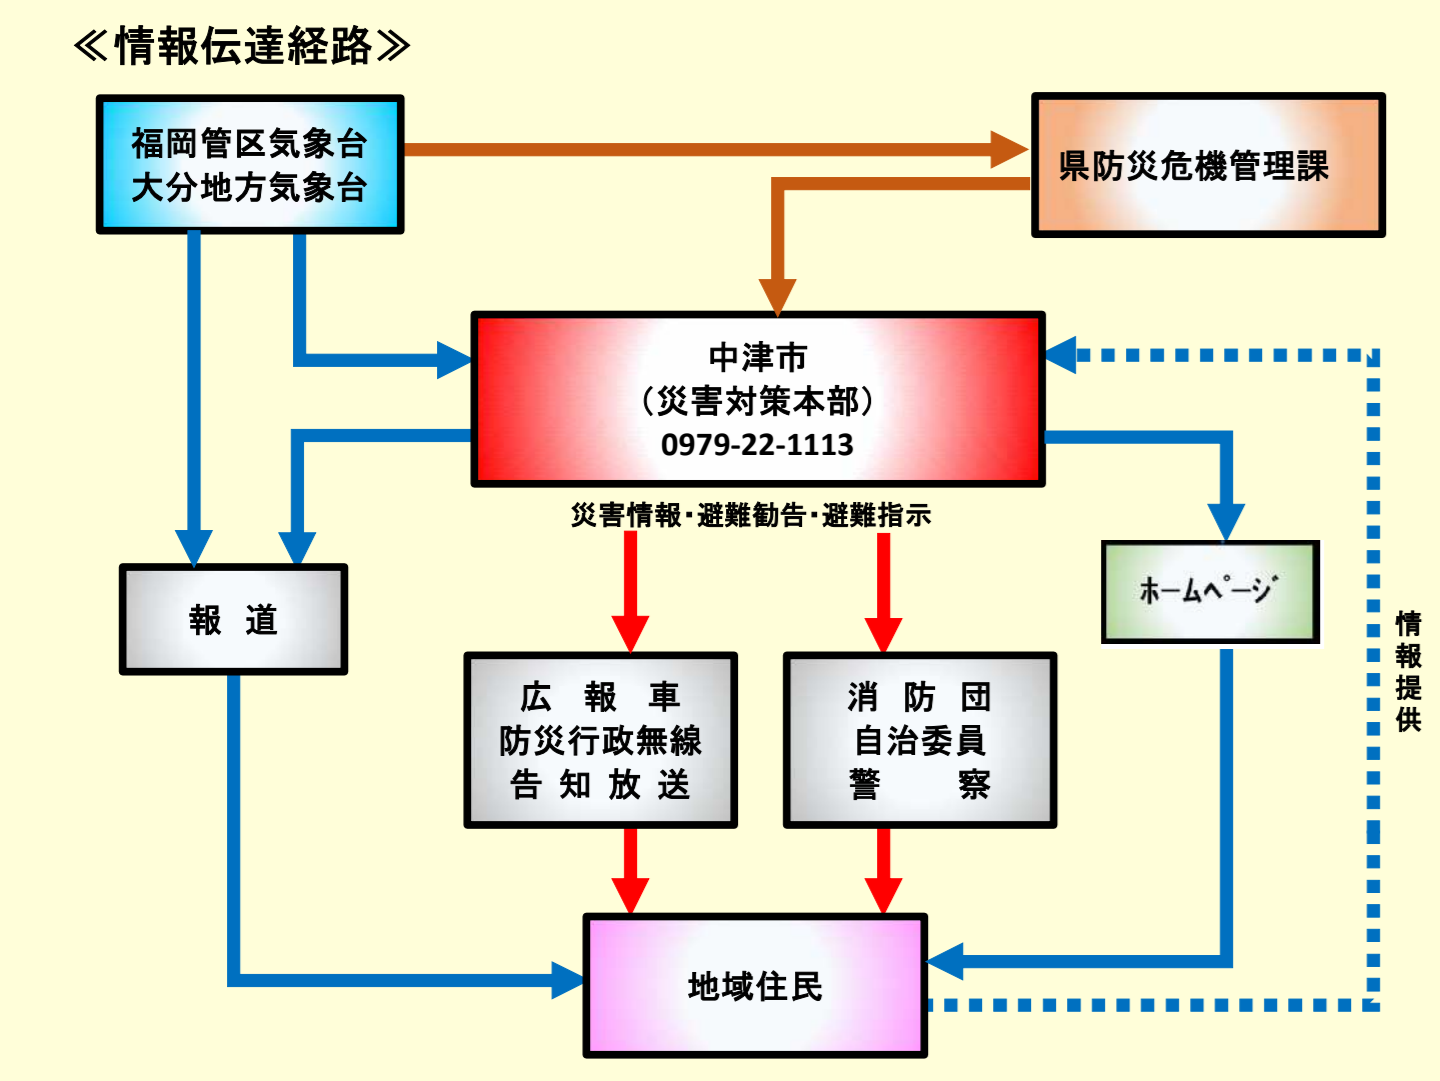 ≪情報伝達経路≫
福岡管区気象台
大分地方気象台
県防災危機管理課
中津市
（災害対策本部）
0979-22-1113
災害情報・避難勧告・避難指示
報 道
ホームページ
広 報 車
防災行政無線
告 知 放 送
消 防 団
自治委員
警 察
情報提供
地域住民